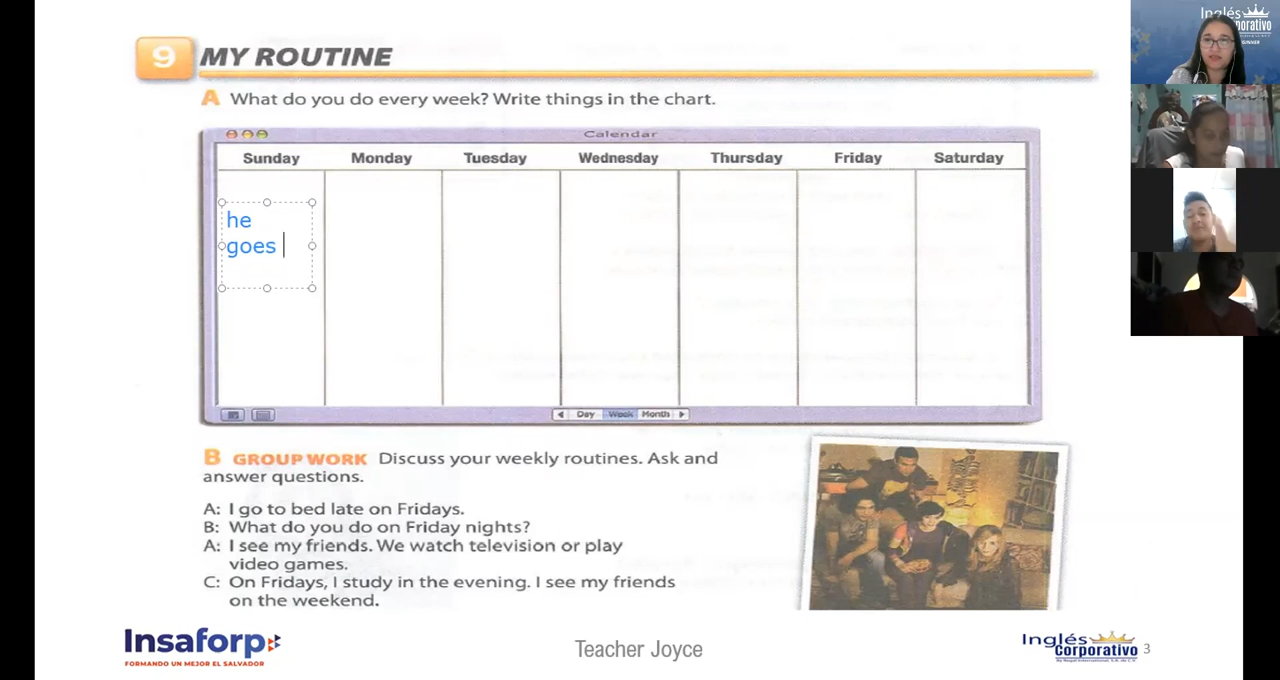 9 MY ROUTINE
A What do you do every week? Write things in the chart.
Calendar
Sunday Monday Tuesday Wednesday Thursday Friday Saturday
he
goes
Day Week Month
B GROUP WORK Discuss your weekly routines. Ask and
answer questions.
A: I go to bed late on Fridays.
B: What do you do on Friday nights?
A: I see my friends. We watch television or play
video games.
C: On Fridays, I study in the evening. I see my friends
on the weekend.
Insaforp
FORMANDO UN MEJOR EL SALVADOR
Teacher Joyce
Inglés
Corporativo
3
Inglés